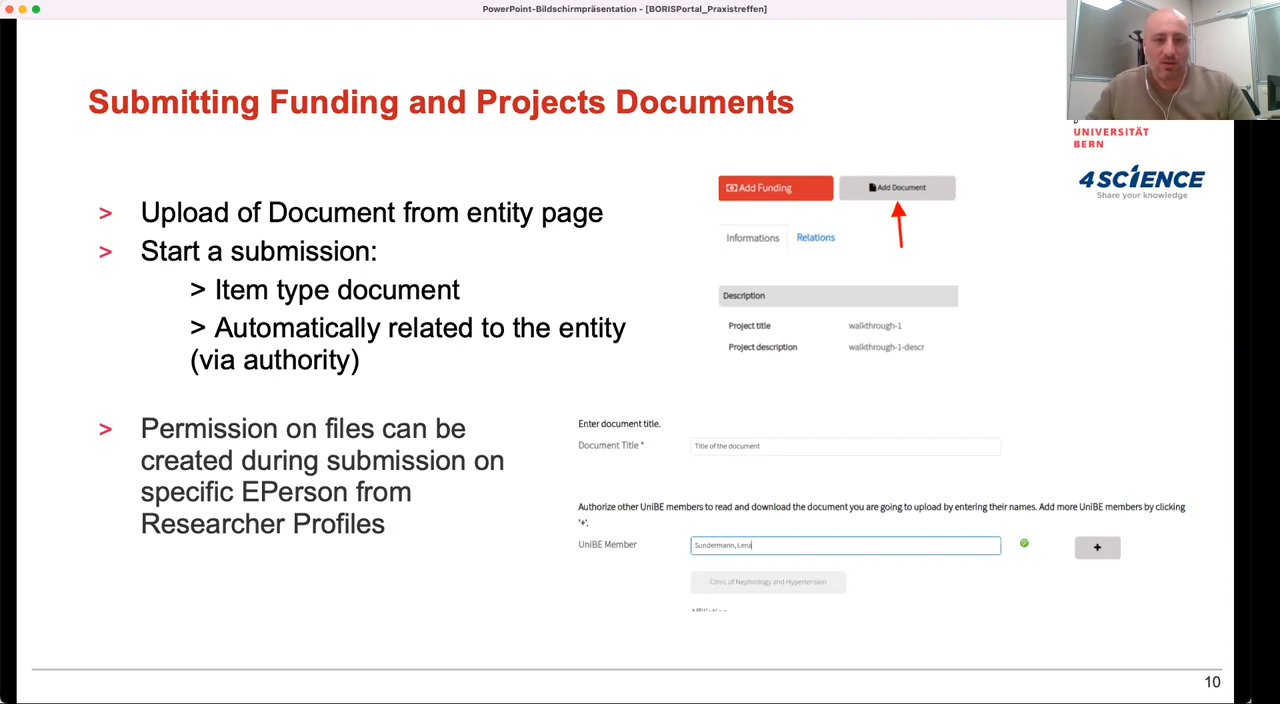 PowerPoint-Bildschirmpräsentation - [BORISPortal_Praxistreffen]
Submitting Funding and Projects Documents
UNIVERSITÄT
BERN
4SCIENCE
Share your knowledge
> Upload of Document from entity page
> Start a submission:
> Item type document
> Automatically related to the entity
(via authority)
> Permission on files can be
created during submission on
specific EPerson from
Researcher Profiles
Add Funding
Add Document
Informations
Relations
Description
Project title walkthrough-1
Project description walkthrough-1-descr
Enter document title.
Document Title * Title of the document
Authorize other UniBE members to read and download the document you are going to upload by entering their names. Add more UniBE members by clicking
'+'.
UniBE Member Sundermann, Lena
+
Clinic of Nephrology and Hypertension
10